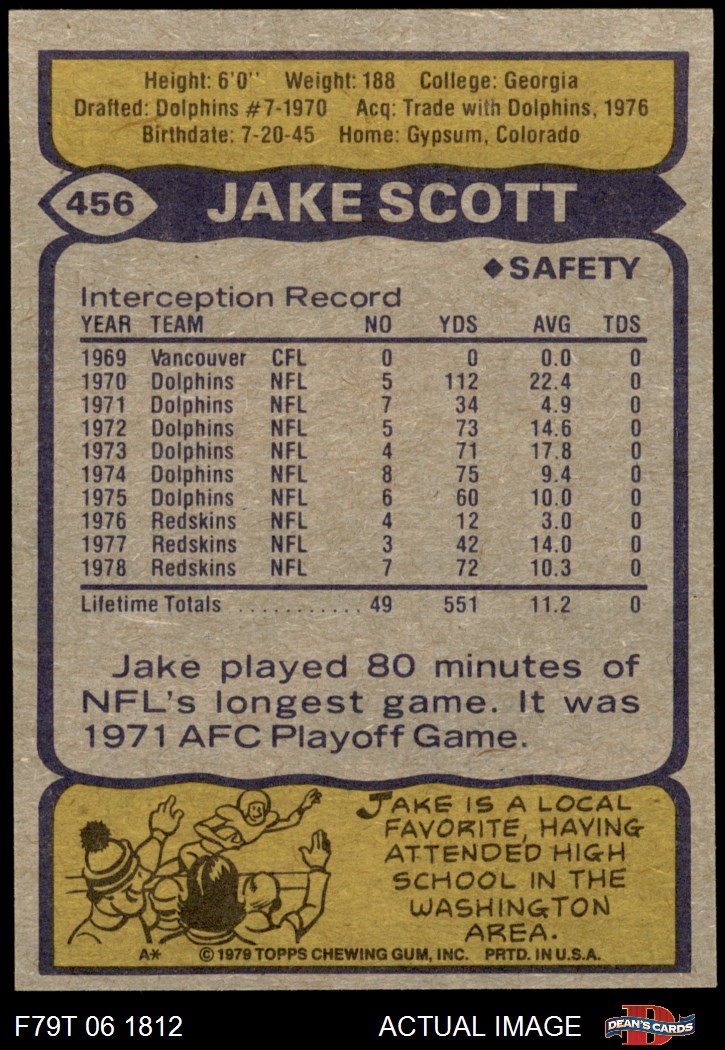 Height: 6'0" Weight: 188 College: Georgia
Drafted: Dolphins #7-1970 Acq: Trade with Dolphins, 1976
Birthdate: 7-20-45 Home: Gypsum, Colorado
456 JAKE SCOTT
◆SAFETY
Interception Record
YEAR TEAM NO YDS AVG TDS
1969 Vancouver CFL 0 0 0.0 0
1970 Dolphins NFL 5 112 22.4 0
1971 Dolphins NFL 7 34 4.9 0
1972 Dolphins NFL 5 73 14.6 0
1973 Dolphins NFL 4 71 17.8 0
1974 Dolphins NFL 8 75 9.4 0
1975 Dolphins NFL 6 60 10.0 0
1976 Redskins NFL 4 12 3.0 0
1977 Redskins NFL 3 42 14.0 0
1978 Redskins NFL 7 72 10.3 0
Lifetime Totals ........... 49 551 11.2 0
Jake played 80 minutes of
NFL's longest game. It was
1971 AFC Playoff Game.
JAKE IS A LOCAL
FAVORITE, HAVING
ATTENDED HIGH
SCHOOL IN THE
WASHINGTON
AREA.
A* © 1979 TOPPS CHEWING GUM, INC. PRTD. IN U.S.A.
F79T 06 1812 ACTUAL IMAGE D DEAN'S CARDS